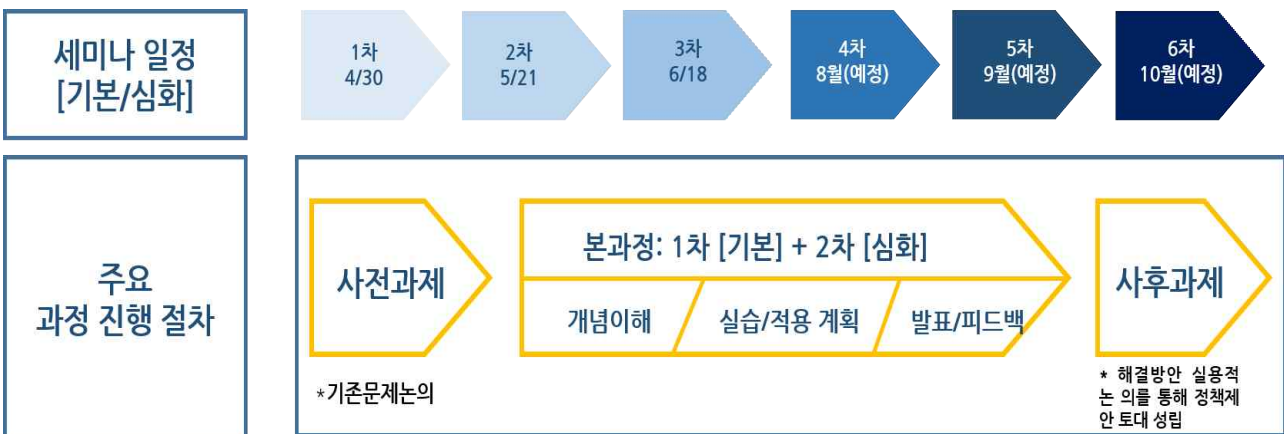 세미나 일정
[기본/심화]
1차
4/30
2차
5/21
3차
6/18
4차
8월(예정)
5차
9월(예정)
6차
10월(예정)
주요
과정 진행 절차
사전과제
*기존문제논의
본과정: 1차 [기본] + 2차 [심화]
개념이해
실습/적용 계획
발표/피드백
사후과제
* 해결방안 실용적
논 의를 통해 정책제
안 토대 성립